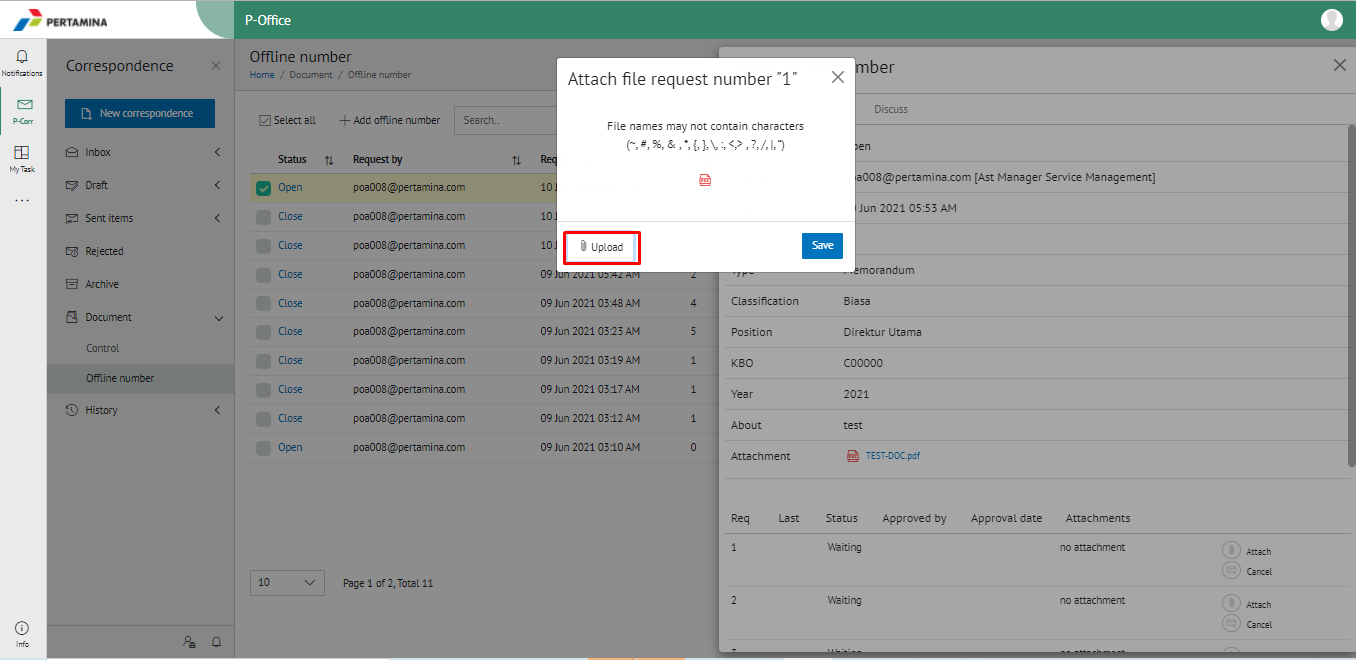 PERTAMINA
P-Office
Notifications
P-Corr
My Task
...
Info
Correspondence
New correspondence
Inbox
Draft
Sent items
Rejected
Archive
Document
Control
Offline number
History
Offline number
Home / Document / Offline number
Select all
Add offline number
Search..
Status Request by Req
Open poa008@pertamina.com 10 J
Close poa008@pertamina.com 10 J
Close poa008@pertamina.com 10 J
Close poa008@pertamina.com 09 Jun 2021 05:42 AM 2
Close poa008@pertamina.com 09 Jun 2021 03:48 AM 4
Close poa008@pertamina.com 09 Jun 2021 03:23 AM 5
Close poa008@pertamina.com 09 Jun 2021 03:19 AM 1
Close poa008@pertamina.com 09 Jun 2021 03:17 AM 1
Close poa008@pertamina.com 09 Jun 2021 03:12 AM 1
Open poa008@pertamina.com 09 Jun 2021 03:10 AM 0
10
Page 1 of 2, Total 11
Attach file request number "1"
File names may not contain characters
(~, #, %, & , *, {, }, \, :, <,> , ?, /, |, ")
Upload
Save
mber
Discuss
en
a008@pertamina.com [Ast Manager Service Management]
Jun 2021 05:53 AM
Type Memorandum
Classification Biasa
Position Direktur Utama
KBO C00000
Year 2021
About test
Attachment TEST-DOC.pdf
Req Last Status Approved by Approval date Attachments
1 Waiting no attachment Attach
Cancel
2 Waiting no attachment Attach
Cancel
3 Waiting no attachment